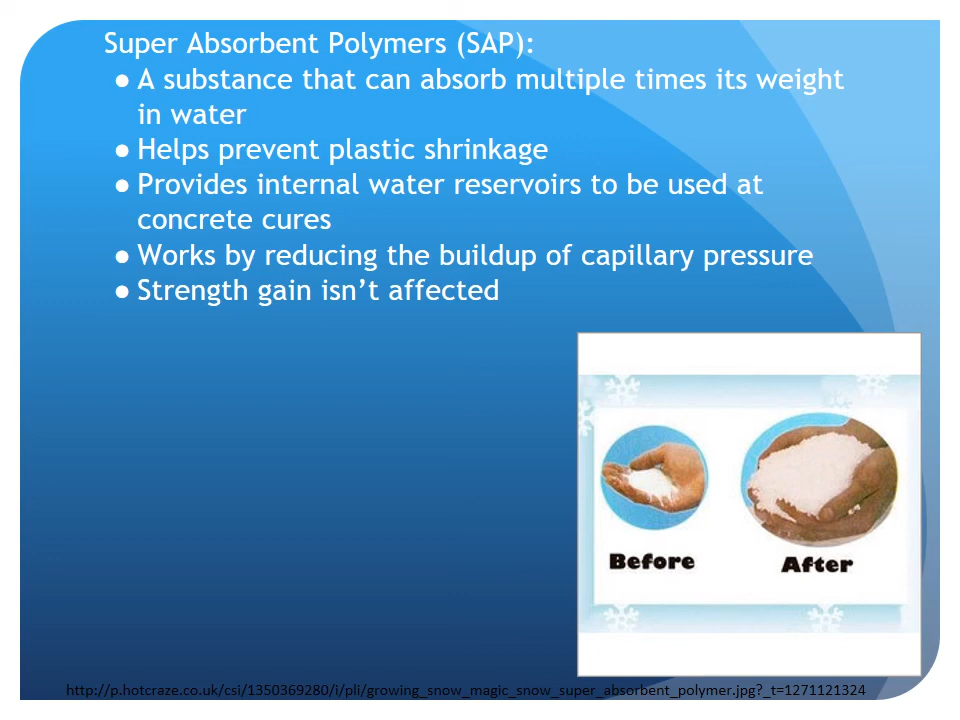 Super Absorbent Polymers (SAP):
● A substance that can absorb multiple times its weight
in water
● Helps prevent plastic shrinkage
● Provides internal water reservoirs to be used at
concrete cures
● Works by reducing the buildup of capillary pressure
● Strength gain isn’t affected
Before
After
http://p.hotcraze.co.uk/csi/1350369280/i/pli/growing_snow_magic_snow_super_absorbent_polymer.jpg?_t=1271121324